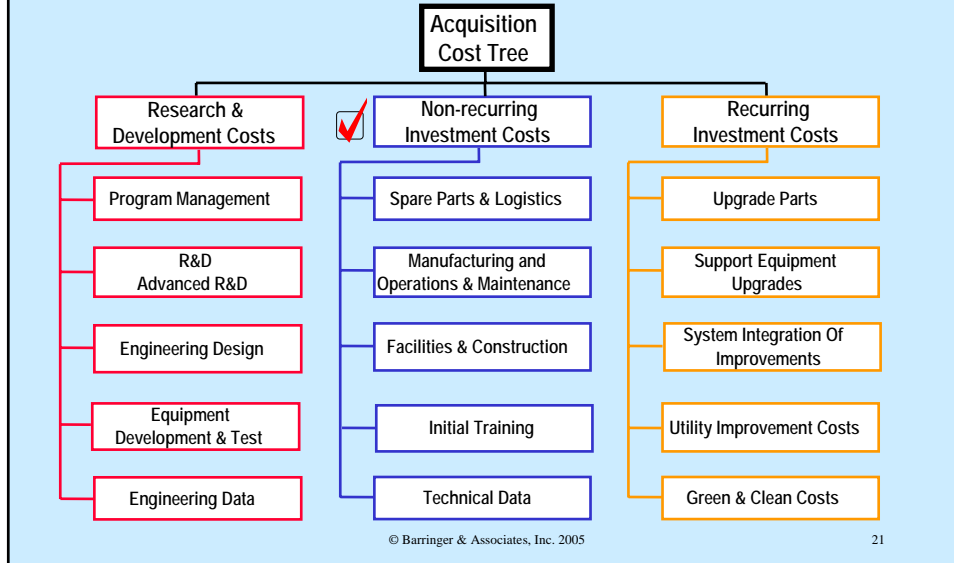 Acquisition
Cost Tree
Research &
Development Costs
Non-recurring
Investment Costs
Recurring
Investment Costs
Program Management
Spare Parts & Logistics
Upgrade Parts
R&D
Advanced R&D
Manufacturing and
Operations & Maintenance
Support Equipment
Upgrades
Engineering Design
Facilities & Construction
System Integration Of
Improvements
Equipment
Development & Test
Initial Training
Utility Improvement Costs
Engineering Data
Technical Data
Green & Clean Costs
© Barringer & Associates, Inc. 2005
21